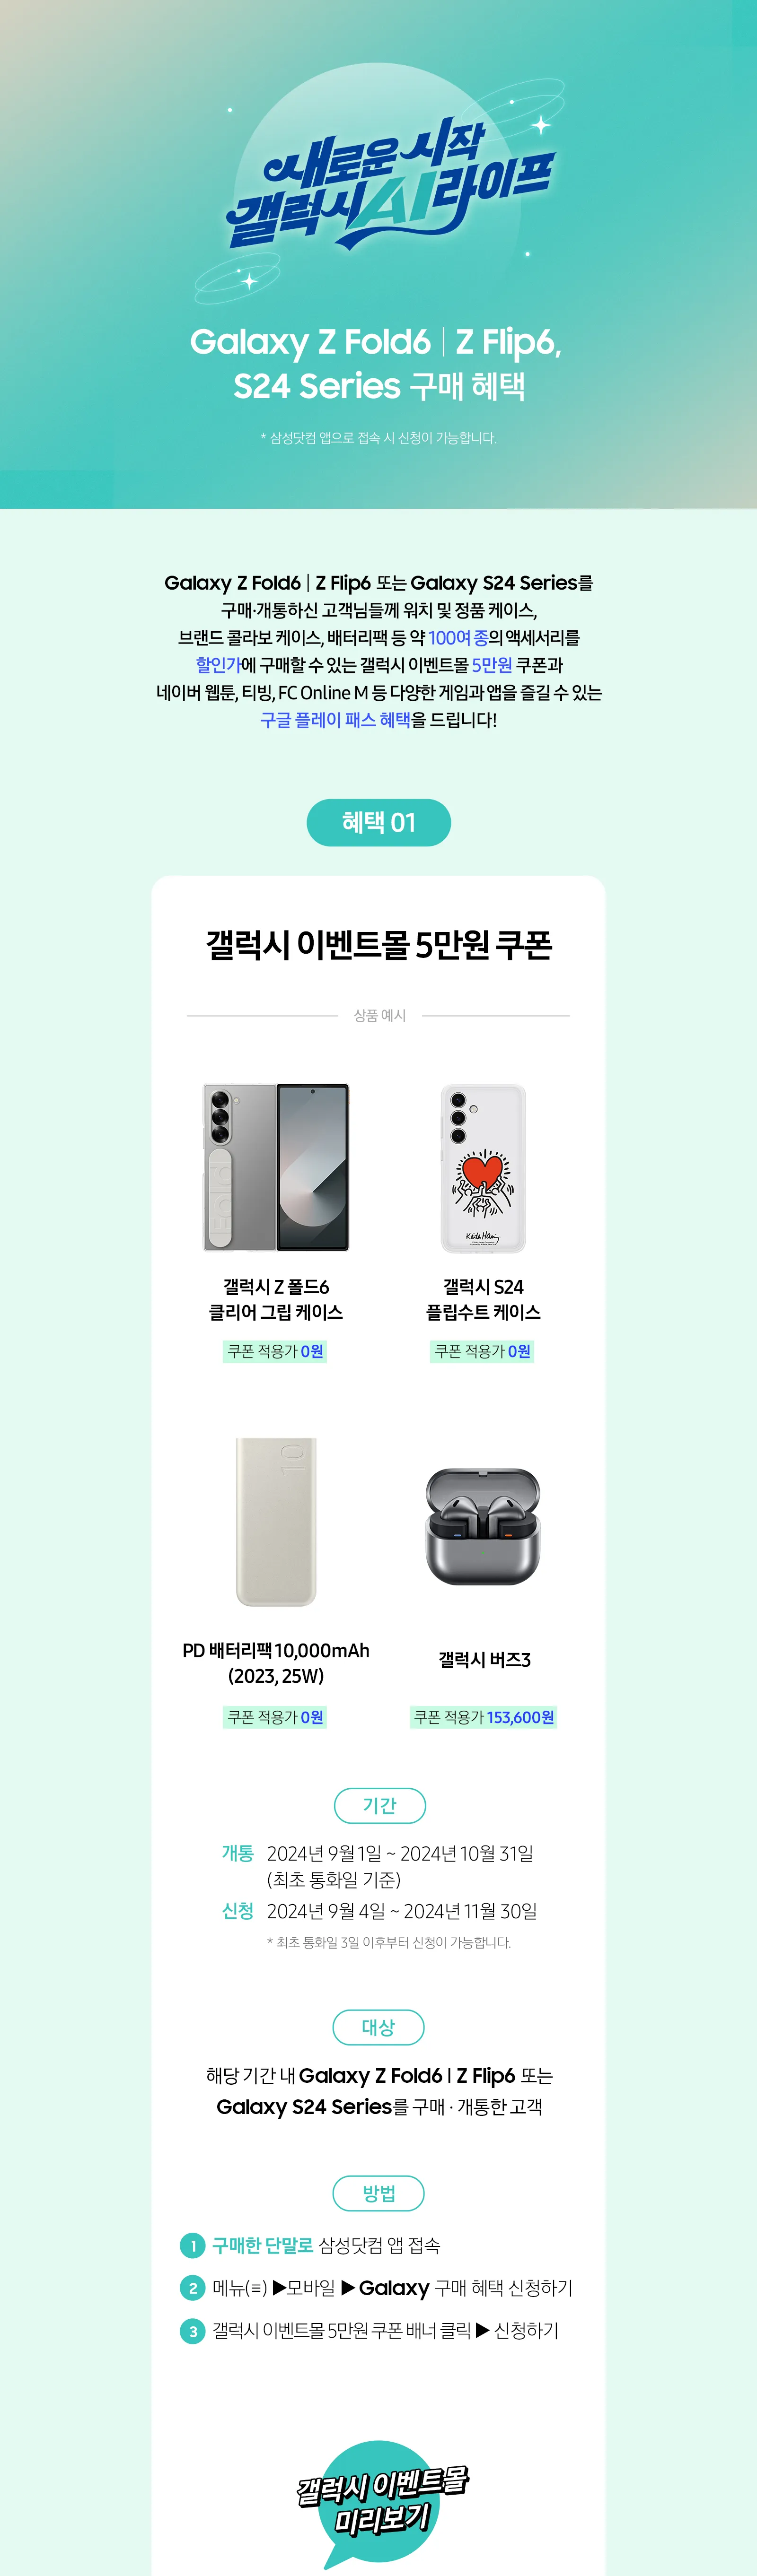 새로운 시작
갤럭시 AI 라이프
Galaxy Z Fold6 | Z Flip6,
S24 Series 구매 혜택
* 삼성닷컴 앱으로 접속 시 신청이 가능합니다.
Galaxy Z Fold6 | Z Flip6 또는 Galaxy S24 Series를
구매·개통하신 고객님들께 워치 및 정품 케이스,
브랜드 콜라보 케이스, 배터리팩 등 약 100여 종의 액세서리를
할인가에 구매할 수 있는 갤럭시 이벤트몰 5만원 쿠폰과
네이버 웹툰, 티빙, FC Online M 등 다양한 게임과 앱을 즐길 수 있는
구글 플레이 패스 혜택을 드립니다!
혜택 01
갤럭시 이벤트몰 5만원 쿠폰
상품 예시
Fold
Keith Haring
갤럭시 Z 폴드6
클리어 그립 케이스
쿠폰 적용가 0원
갤럭시 S24
플립수트 케이스
쿠폰 적용가 0원
10
PD 배터리팩 10,000mAh
(2023, 25W)
쿠폰 적용가 0원
갤럭시 버즈3
쿠폰 적용가 153,600원
기간
개통 2024년 9월 1일 ~ 2024년 10월 31일
(최초 통화일 기준)
신청 2024년 9월 4일 ~ 2024년 11월 30일
* 최초 통화일 3일 이후부터 신청이 가능합니다.
대상
해당 기간 내 Galaxy Z Fold6 I Z Flip6 또는
Galaxy S24 Series를 구매 · 개통한 고객
방법
1 구매한 단말로 삼성닷컴 앱 접속
2 메뉴(≡) ▶모바일 ▶ Galaxy 구매 혜택 신청하기
3 갤럭시 이벤트몰 5만원 쿠폰 배너 클릭 ▶ 신청하기
갤럭시 이벤트몰
미리보기